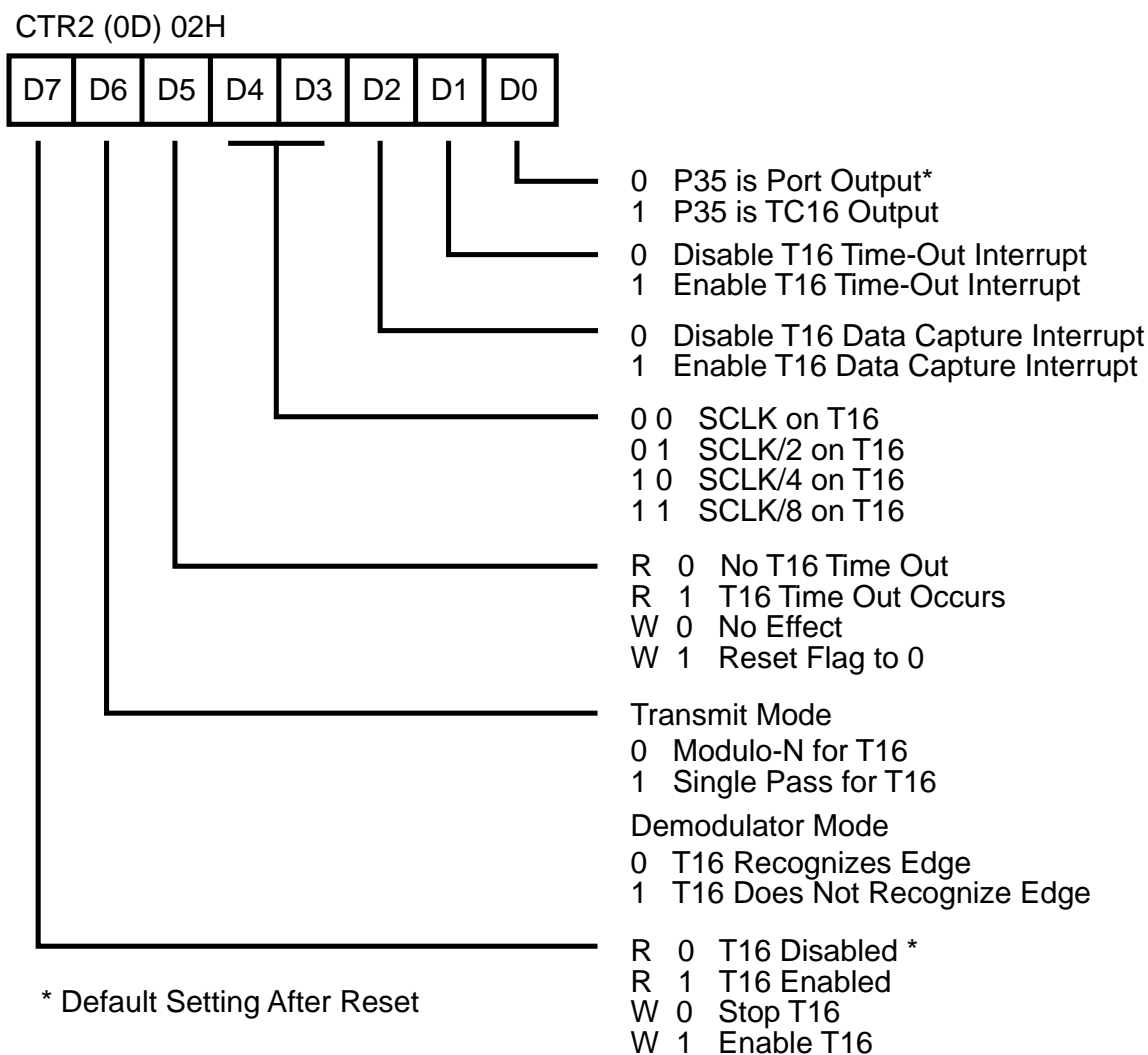 CTR2 (0D) 02H
D7 D6 D5 D4 D3 D2 D1 D0
0 P35 is Port Output*
1 P35 is TC16 Output
0 Disable T16 Time-Out Interrupt
1 Enable T16 Time-Out Interrupt
0 Disable T16 Data Capture Interrupt
1 Enable T16 Data Capture Interrupt
0 0 SCLK on T16
0 1 SCLK/2 on T16
1 0 SCLK/4 on T16
1 1 SCLK/8 on T16
R 0 No T16 Time Out
R 1 T16 Time Out Occurs
W 0 No Effect
W 1 Reset Flag to 0
Transmit Mode
0 Modulo-N for T16
1 Single Pass for T16
Demodulator Mode
0 T16 Recognizes Edge
1 T16 Does Not Recognize Edge
R 0 T16 Disabled *
R 1 T16 Enabled
W 0 Stop T16
W 1 Enable T16
* Default Setting After Reset